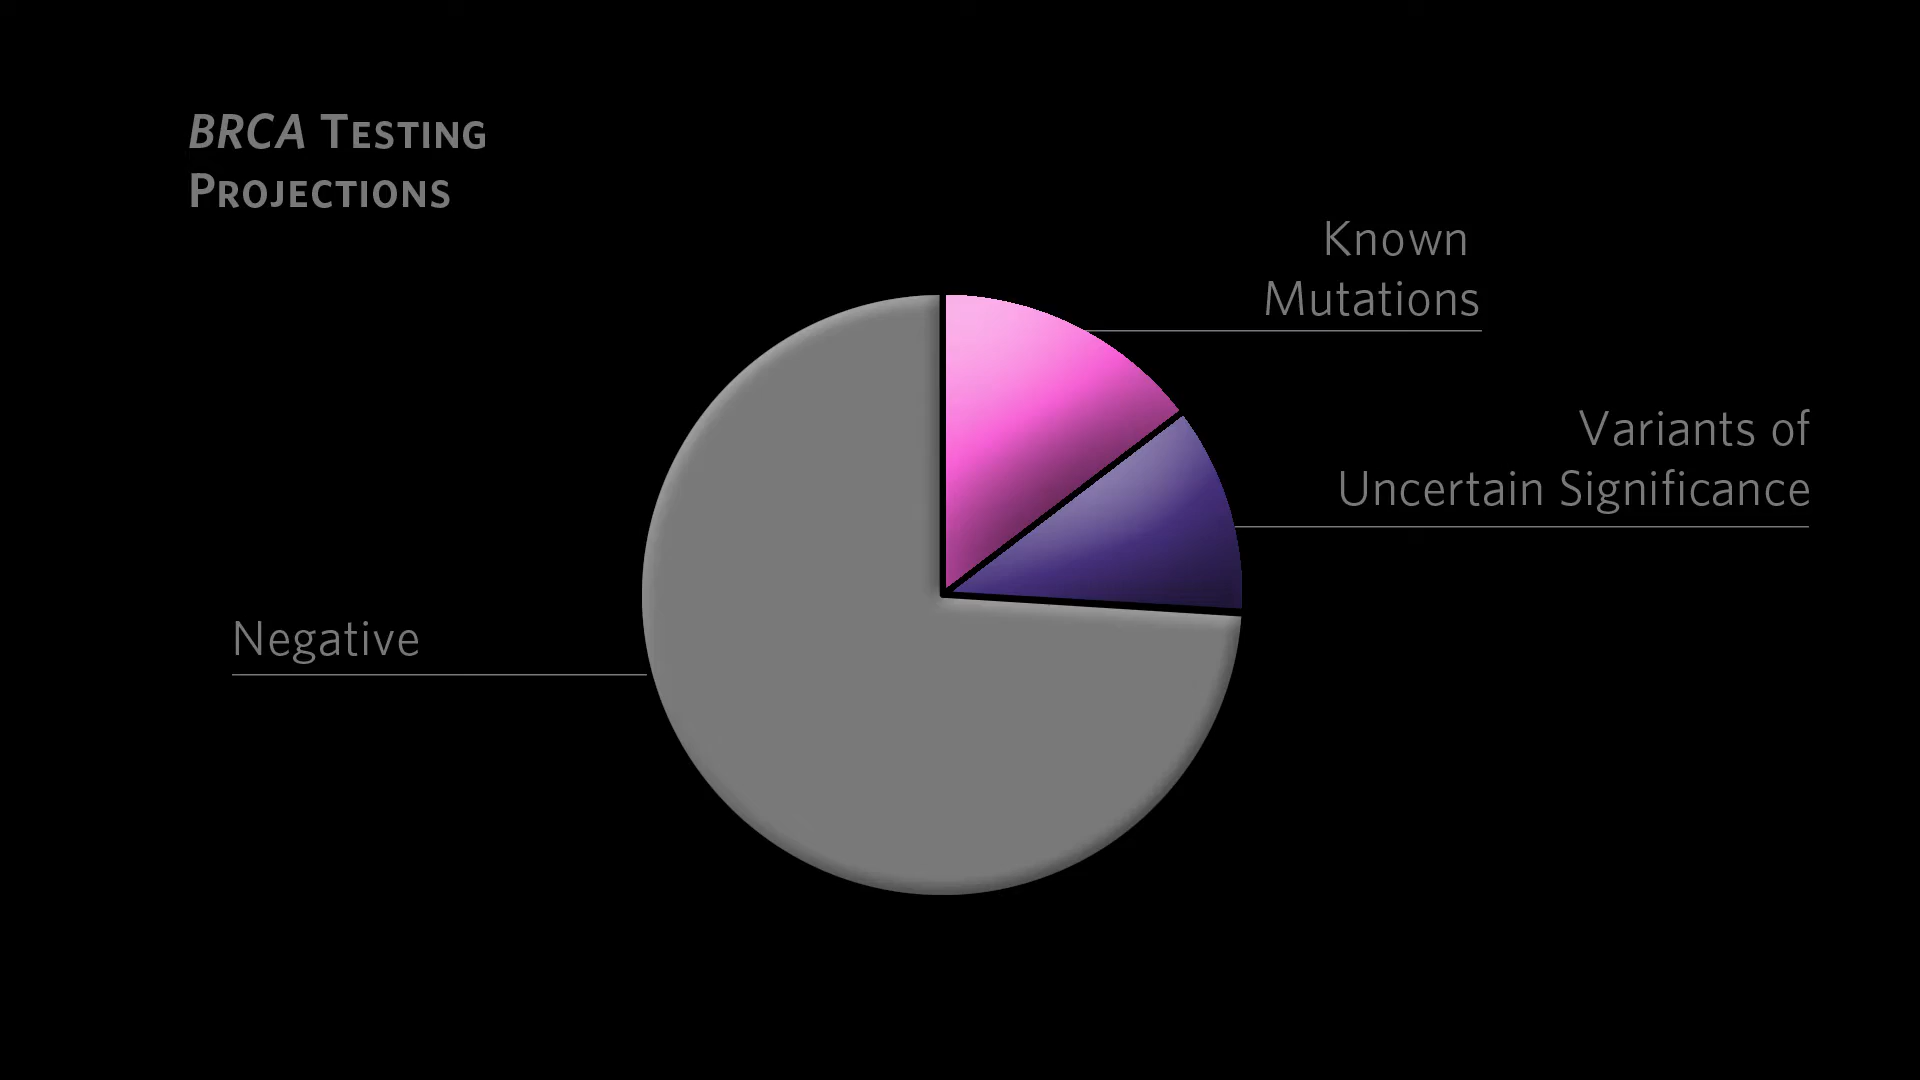 BRCA TESTING
PROJECTIONS
Known
Mutations
Variants of
Uncertain Significance
Negative